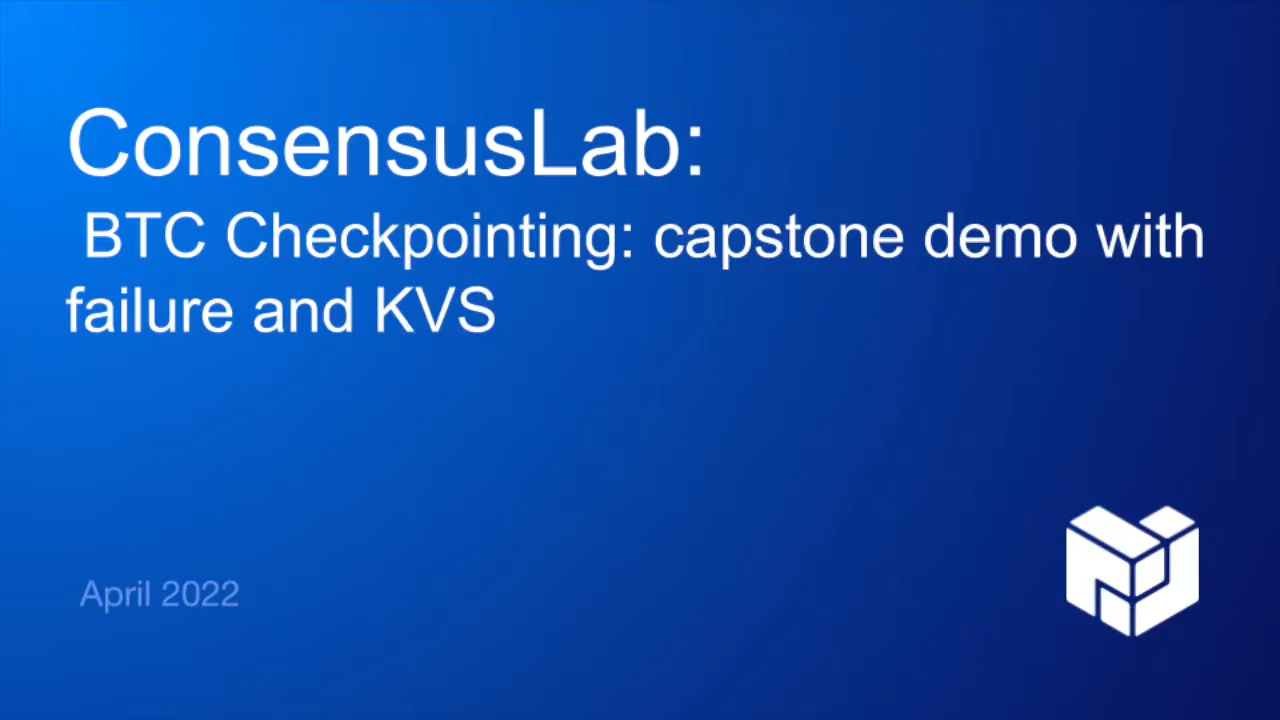 ConsensusLab:
BTC Checkpointing: capstone demo with
failure and KVS
April 2022